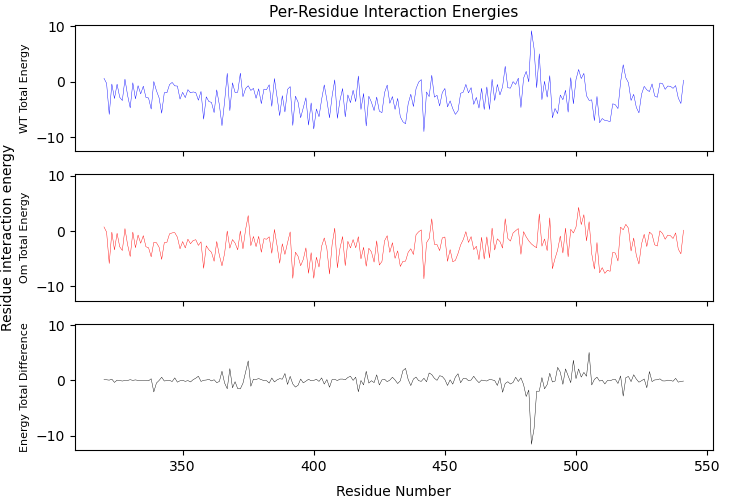 Per-Residue Interaction Energies
Residue interaction energy
WT Total Energy
10
0
−10
Om Total Energy
10
0
−10
Energy Total Difference
10
0
−10
350
400
450
500
550
Residue Number